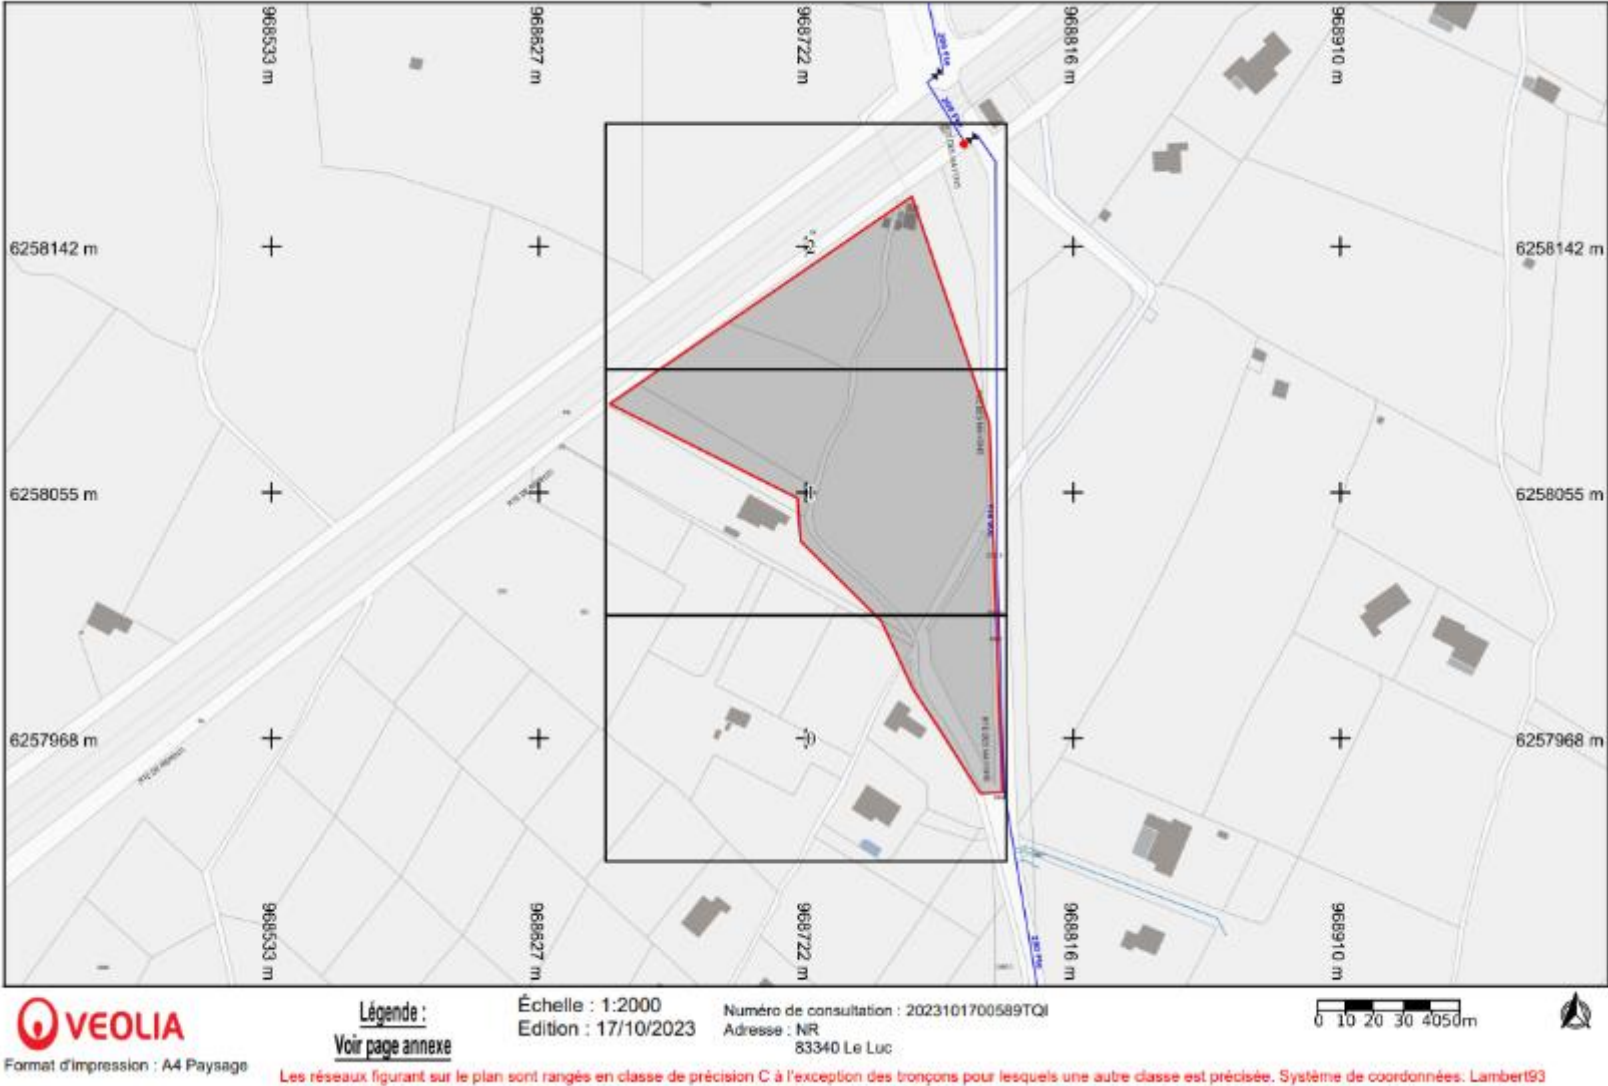 968533 m
968627 m
968722 m
968816 m
968910 m
6258142 m
6258142 m
6258055 m
6258055 m
6257968 m
6257968 m
968533 m
968627 m
968722 m
968816 m
968910 m
VEOLIA
Format d'impression : A4 Paysage
Légende :
Voir page annexe
Échelle : 1:2000
Edition : 17/10/2023
Numéro de consultation : 2023101700589TQI
Adresse : NR
83340 Le Luc
0 10 20 30 4050m
Les réseaux figurant sur le plan sont rangés en classe de précision C à l'exception des tronçons pour lesquels une autre classe est précisée. Système de coordonnées: Lambert93